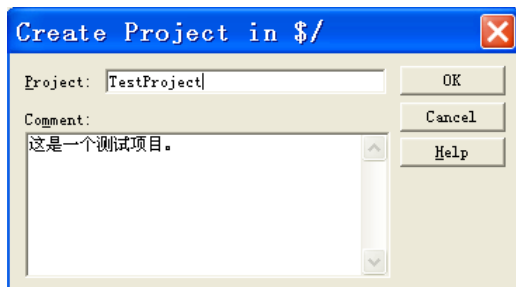 Create Project in $/
Project: TestProject
OK
Comment:
Cancel
这是一个测试项目。
Help